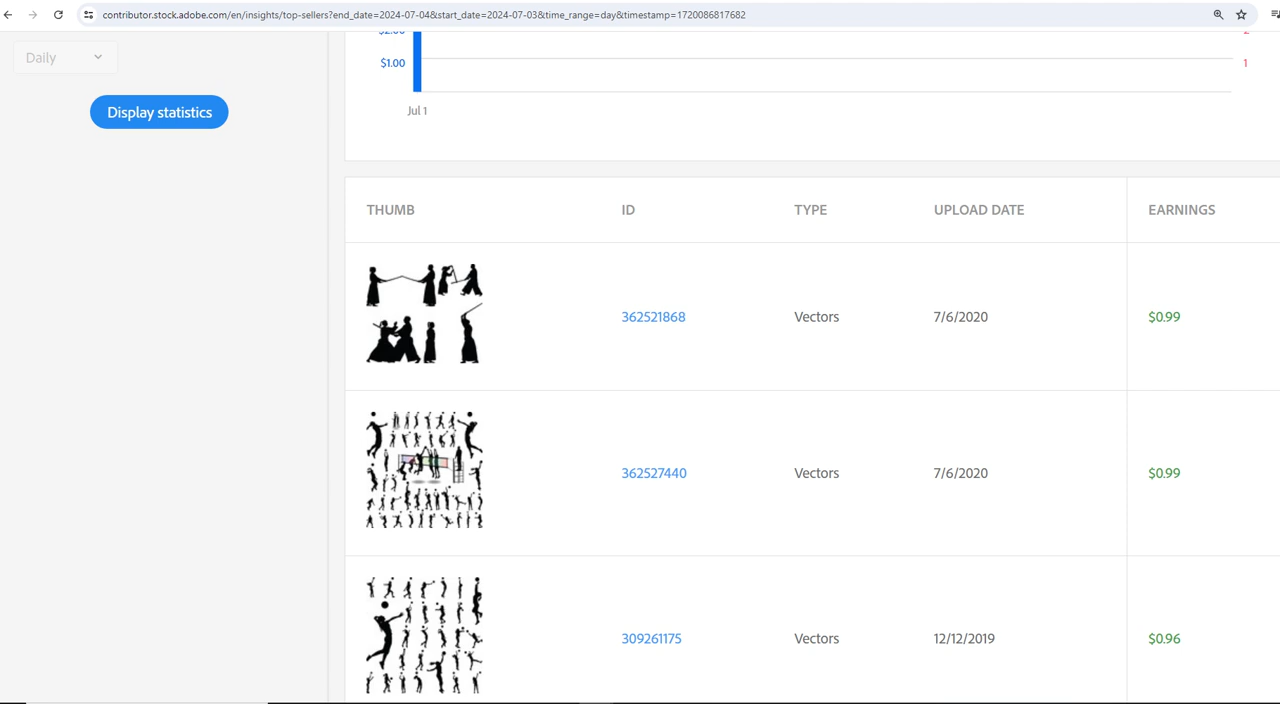 contributor.stock.adobe.com/en/insights/top-sellers?end_date=2024-07-04&start_date=2024-07-03&time_range=day&timestamp=1720086817682
Daily
$1.00
1
Display statistics
Jul 1
THUMB ID TYPE UPLOAD DATE EARNINGS
362521868 Vectors 7/6/2020 $0.99
362527440 Vectors 7/6/2020 $0.99
309261175 Vectors 12/12/2019 $0.96